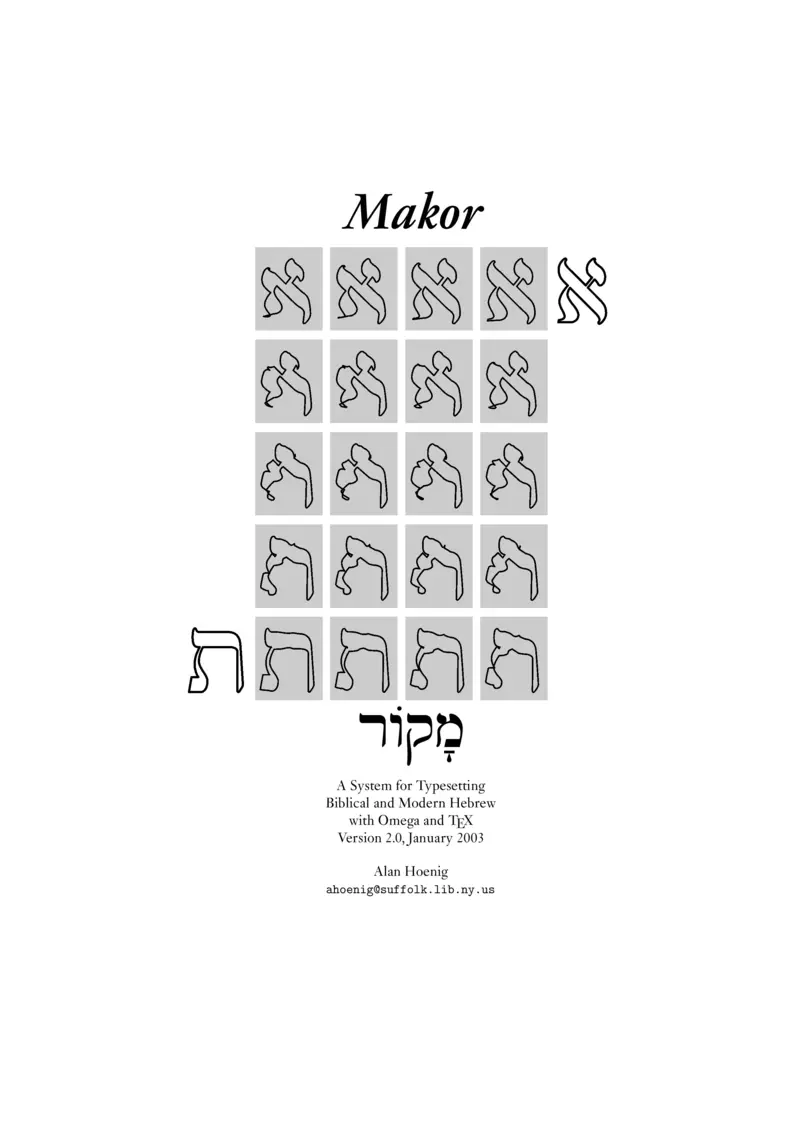 Makor
א
ת
מָקוֹר
A System for Typesetting
Biblical and Modern Hebrew
with Omega and TEX
Version 2.0, January 2003
Alan Hoenig
ahoenig@suffolk.lib.ny.us